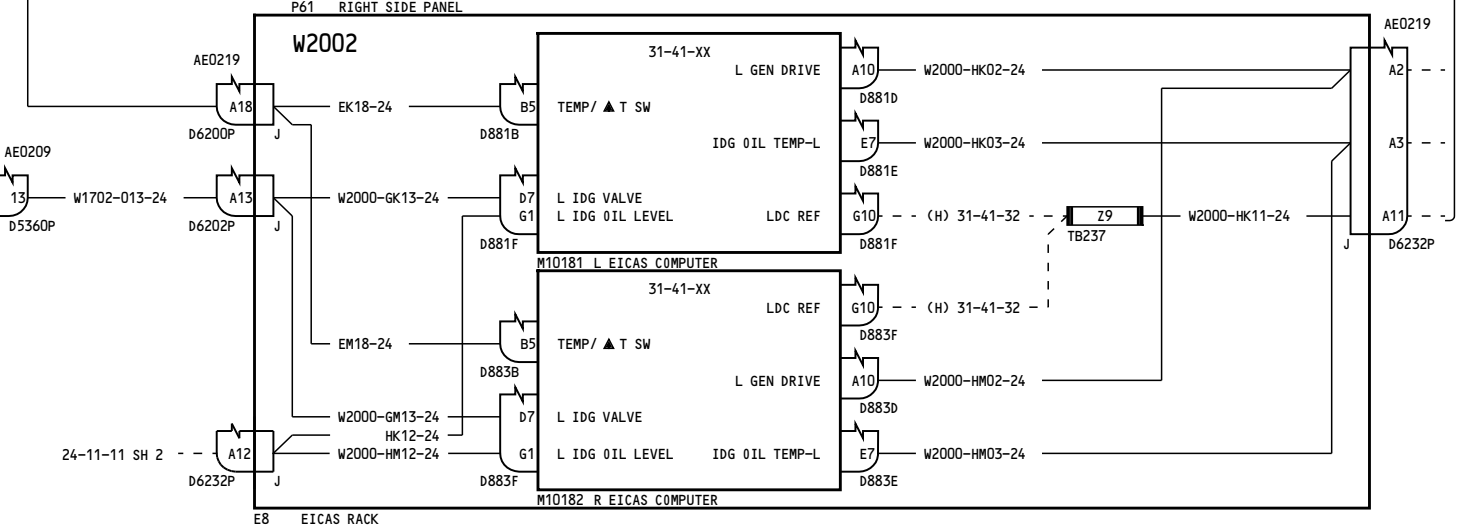 P61 RIGHT SIDE PANEL
W2002
AE0219
A18
D6200P
J
EK18-24
B5
D881B
TEMP/ ▲ T SW
31-41-XX
L GEN DRIVE
A10
D881D
W2000-HK02-24
AE0219
A2
IDG OIL TEMP-L
E7
D881E
W2000-HK03-24
A3
AE0209
13
D5360P
W1702-013-24
A13
D6202P
J
W2000-GK13-24
D7
G1
D881F
L IDG VALVE
L IDG OIL LEVEL
LDC REF
G10
D881F
(H) 31-41-32
Z9
TB237
W2000-HK11-24
A11
J
D6232P
M10181 L EICAS COMPUTER
31-41-XX
LDC REF
G10
D883F
(H) 31-41-32
EM18-24
B5
D883B
TEMP/ ▲ T SW
L GEN DRIVE
A10
D883D
W2000-HM02-24
W2000-GM13-24
D7
L IDG VALVE
HK12-24
24-11-11 SH 2
A12
D6232P
J
W2000-HM12-24
G1
D883F
L IDG OIL LEVEL
IDG OIL TEMP-L
E7
D883E
W2000-HM03-24
M10182 R EICAS COMPUTER
E8 EICAS RACK